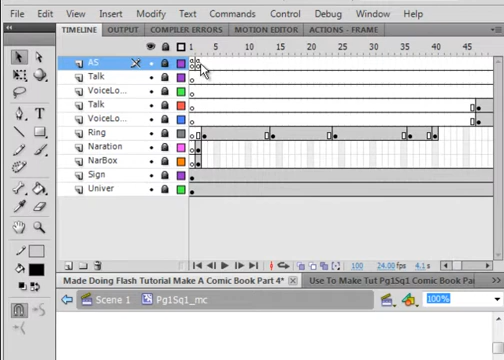 File Edit View Insert Modify Text Commands Control Debug Window Help
TIMELINE OUTPUT COMPILER ERRORS MOTION EDITOR ACTIONS - FRAME
1 5 10 15 20 25 30 35 40 45
AS
Talk
VoiceLo...
Talk
VoiceLo...
Ring
Naration
NarBox
Sign
Univer
100 24.00 fps 4.1 s
Made Doing Flash Tutorial Make A Comic Book Part 4* Use To Make Tut Pg1Sq1 Comic Book Par
Scene 1 Pg1Sq1_mc 100%